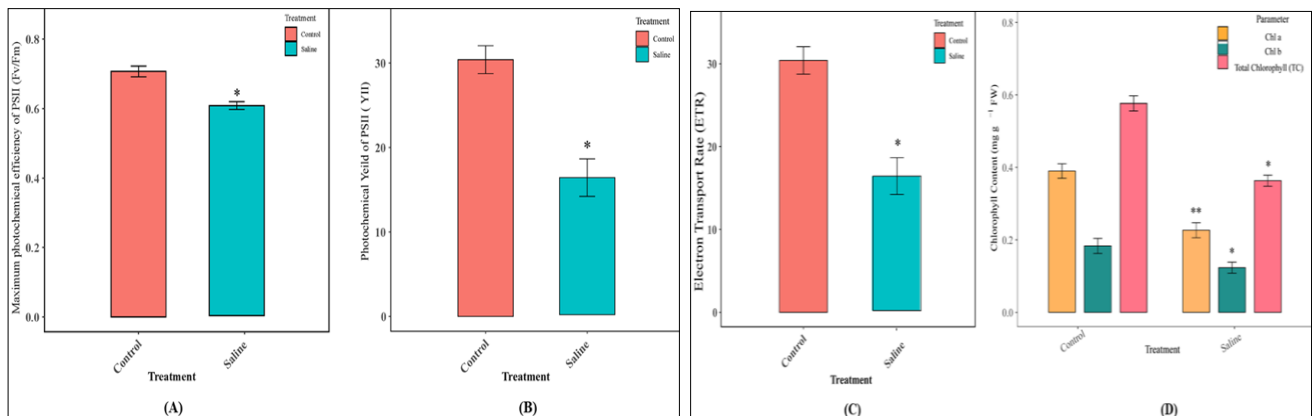 Treatment
Control
Saline
Maximum photochemical efficiency of PSII (Fv/Fm)
0.8
0.6
0.4
0.2
0.0
*
Control
Saline
Treatment
(A)
Treatment
Control
Saline
Photochemical Yeild of PSII ( YII)
30
20
10
0
*
Control
Saline
Treatment
(B)
Treatment
Control
Saline
Electron Transport Rate (ETR)
30
20
10
0
*
Control
Saline
Treatment
(C)
Parameter
Chl a
Chl b
Total Chlorophyll (TC)
Chlorophyll Content (mg g ⁻¹ FW)
0.8
0.4
0.2
0.0
**
*
*
Control
Saline
Treatment
(D)